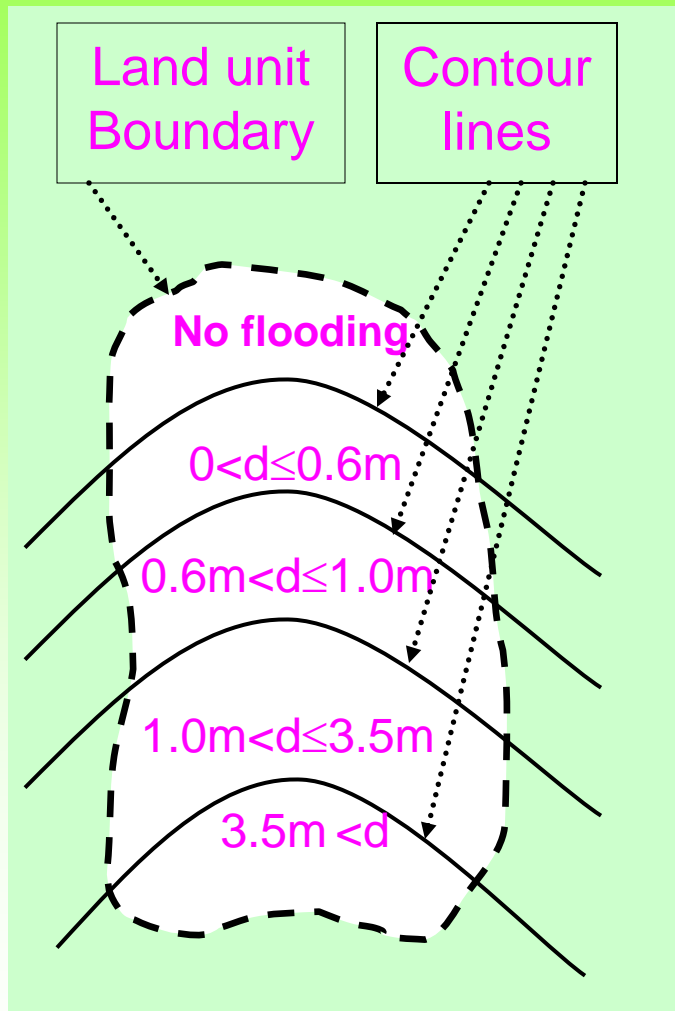 Land unit
Boundary
Contour
lines
No flooding
0<d≤0.6m
0.6m<d≤1.0m
1.0m<d≤3.5m
3.5m <d